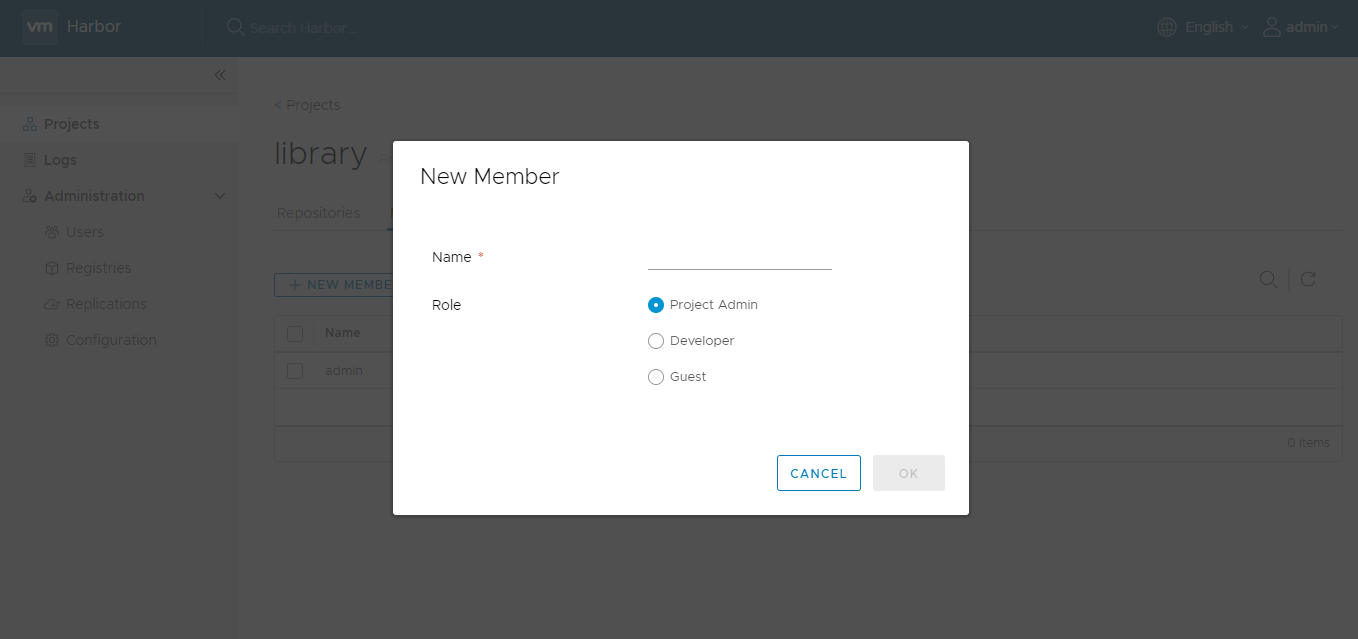 vm Harbor Search Harbor... English admin
Projects
Logs
Administration
Users
Registries
Replications
Configuration
< Projects
library
Repositories
NEW MEMBE
Name
admin
0 items
New Member
Name *
Role
Project Admin
Developer
Guest
CANCEL OK